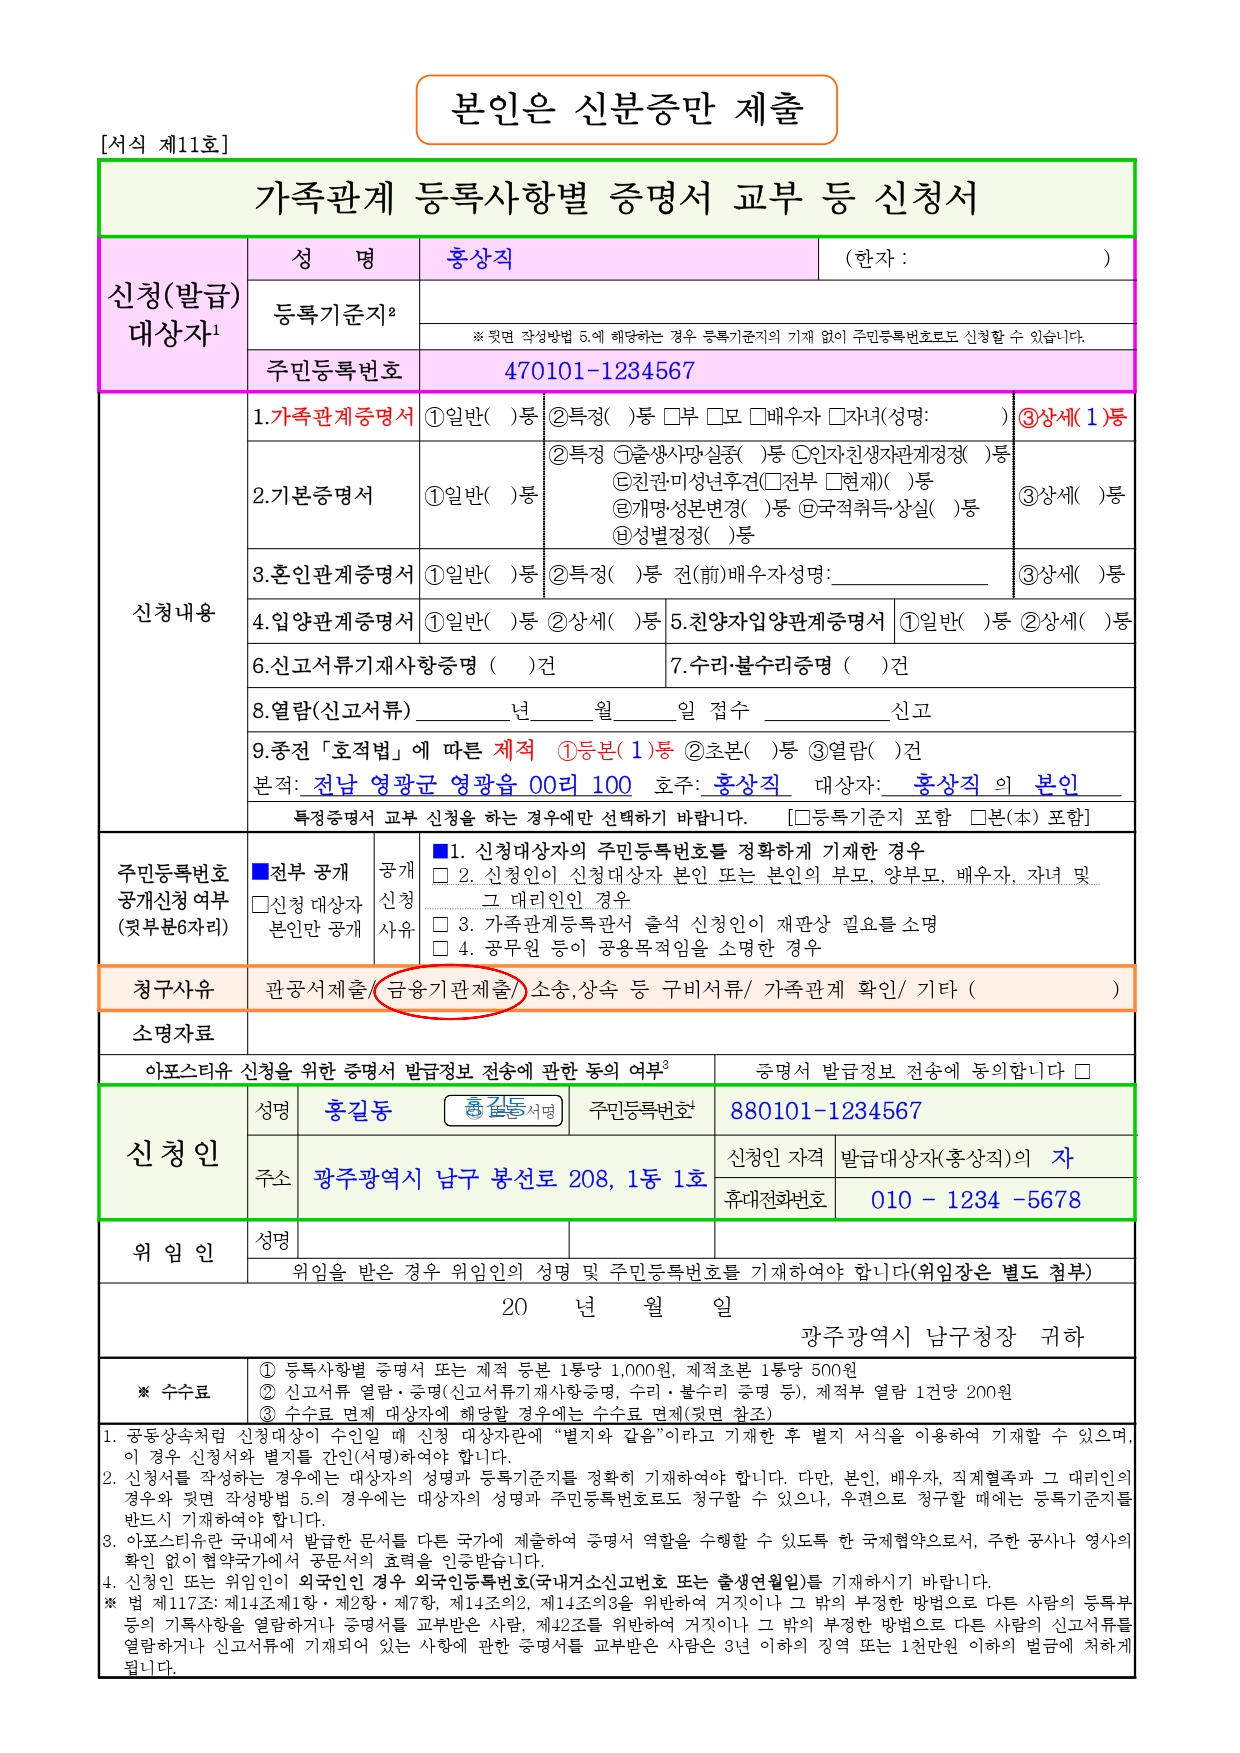 본인은 신분증만 제출
[서식 제11호]
가족관계 등록사항별 증명서 교부 등 신청서
신청(발급) 대상자1
성 명 홍상직 (한자 : )
등록기준지2
※ 뒷면 작성방법 5.에 해당하는 경우 등록기준지의 기재 없이 주민등록번호로도 신청할 수 있습니다.
주민등록번호 470101-1234567
신청내용
1.가족관계증명서 ①일반( )통 ②특정( )통 □부 □모 □배우자 □자녀(성명: ) ③상세( 1 )통
2.기본증명서 ①일반( )통
②특정 ㉠출생·사망·실종( )통 ㉡인지·친생자관계정정( )통
㉢친권·미성년후견(□전부 □현재)( )통
㉣개명·성본변경( )통 ㉤국적취득·상실( )통
㉥성별정정( )통
③상세( )통
3.혼인관계증명서 ①일반( )통 ②특정( )통 전(前)배우자성명: ③상세( )통
4.입양관계증명서 ①일반( )통 ②상세( )통 5.친양자입양관계증명서 ①일반( )통 ②상세( )통
6.신고서류기재사항증명 ( )건 7.수리·불수리증명 ( )건
8.열람(신고서류) 년 월 일 접수 신고
9.종전「호적법」에 따른 제적 ①등본( 1 )통 ②초본( )통 ③열람( )건
본적: 전남 영광군 영광읍 00리 100 호주: 홍상직 대상자: 홍상직 의 본인
특정증명서 교부 신청을 하는 경우에만 선택하기 바랍니다. [□등록기준지 포함 □본(本) 포함]
주민등록번호
공개신청 여부
(뒷부분6자리)
■전부 공개
□신청 대상자
본인만 공개
공개
신청
사유
■1. 신청대상자의 주민등록번호를 정확하게 기재한 경우
□ 2. 신청인이 신청대상자 본인 또는 본인의 부모, 양부모, 배우자, 자녀 및
그 대리인인 경우
□ 3. 가족관계등록관서 출석 신청인이 재판상 필요를 소명
□ 4. 공무원 등이 공용목적임을 소명한 경우
청구사유 관공서제출/ 금융기관제출/ 소송,상속 등 구비서류/ 가족관계 확인/ 기타 ( )
소명자료
아포스티유 신청을 위한 증명서 발급정보 전송에 관한 동의 여부3 증명서 발급정보 전송에 동의합니다 □
신청인
성명 홍길동 홍길동 ㊞ 또는 서명 주민등록번호4 880101-1234567
주소 광주광역시 남구 봉선로 208, 1동 1호
신청인 자격 발급대상자(홍상직)의 자
휴대전화번호 010 - 1234 -5678
위 임 인
성명
위임을 받은 경우 위임인의 성명 및 주민등록번호를 기재하여야 합니다(위임장은 별도 첨부)
20 년 월 일
광주광역시 남구청장 귀하
※ 수수료
① 등록사항별 증명서 또는 제적 등본 1통당 1,000원, 제적초본 1통당 500원
② 신고서류 열람·증명(신고서류기재사항증명, 수리·불수리 증명 등), 제적부 열람 1건당 200원
③ 수수료 면제 대상자에 해당할 경우에는 수수료 면제(뒷면 참조)
1. 공동상속처럼 신청대상이 수인일 때 신청 대상자란에 “별지와 같음”이라고 기재한 후 별지 서식을 이용하여 기재할 수 있으며,
이 경우 신청서와 별지를 간인(서명)하여야 합니다.
2. 신청서를 작성하는 경우에는 대상자의 성명과 등록기준지를 정확히 기재하여야 합니다. 다만, 본인, 배우자, 직계혈족과 그 대리인의
경우와 뒷면 작성방법 5.의 경우에는 대상자의 성명과 주민등록번호로도 청구할 수 있으나, 우편으로 청구할 때에는 등록기준지를
반드시 기재하여야 합니다.
3. 아포스티유란 국내에서 발급한 문서를 다른 국가에 제출하여 증명서 역할을 수행할 수 있도록 한 국제협약으로서, 주한 공사나 영사의
확인 없이 협약국가에서 공문서의 효력을 인증받습니다.
4. 신청인 또는 위임인이 외국인인 경우 외국인등록번호(국내거소신고번호 또는 출생연월일)를 기재하시기 바랍니다.
※ 법 제117조: 제14조제1항·제2항·제7항, 제14조의2, 제14조의3을 위반하여 거짓이나 그 밖의 부정한 방법으로 다른 사람의 등록부
등의 기록사항을 열람하거나 증명서를 교부받은 사람, 제42조를 위반하여 거짓이나 그 밖의 부정한 방법으로 다른 사람의 신고서류를
열람하거나 신고서류에 기재되어 있는 사항에 관한 증명서를 교부받은 사람은 3년 이하의 징역 또는 1천만원 이하의 벌금에 처하게
됩니다.